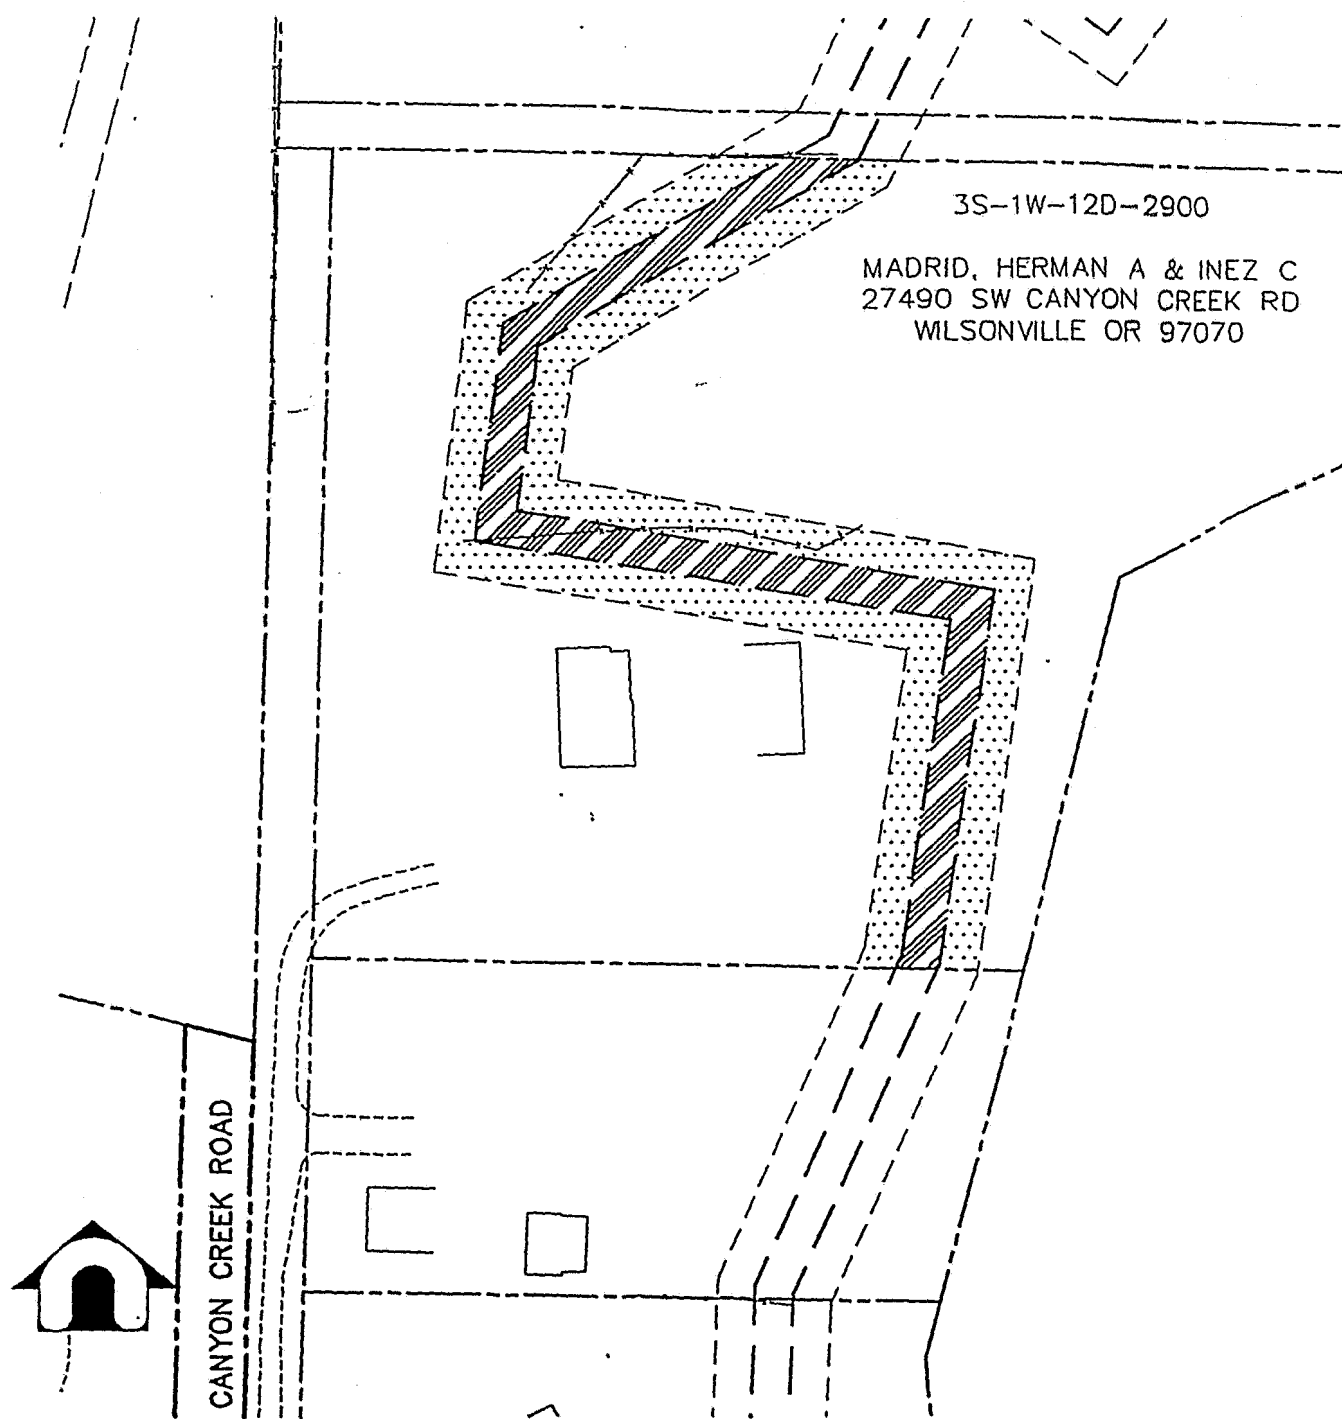 3S-1W-12D-2900
MADRID, HERMAN A & INEZ C
27490 SW CANYON CREEK RD
WILSONVILLE OR 97070
CANYON CREEK ROAD